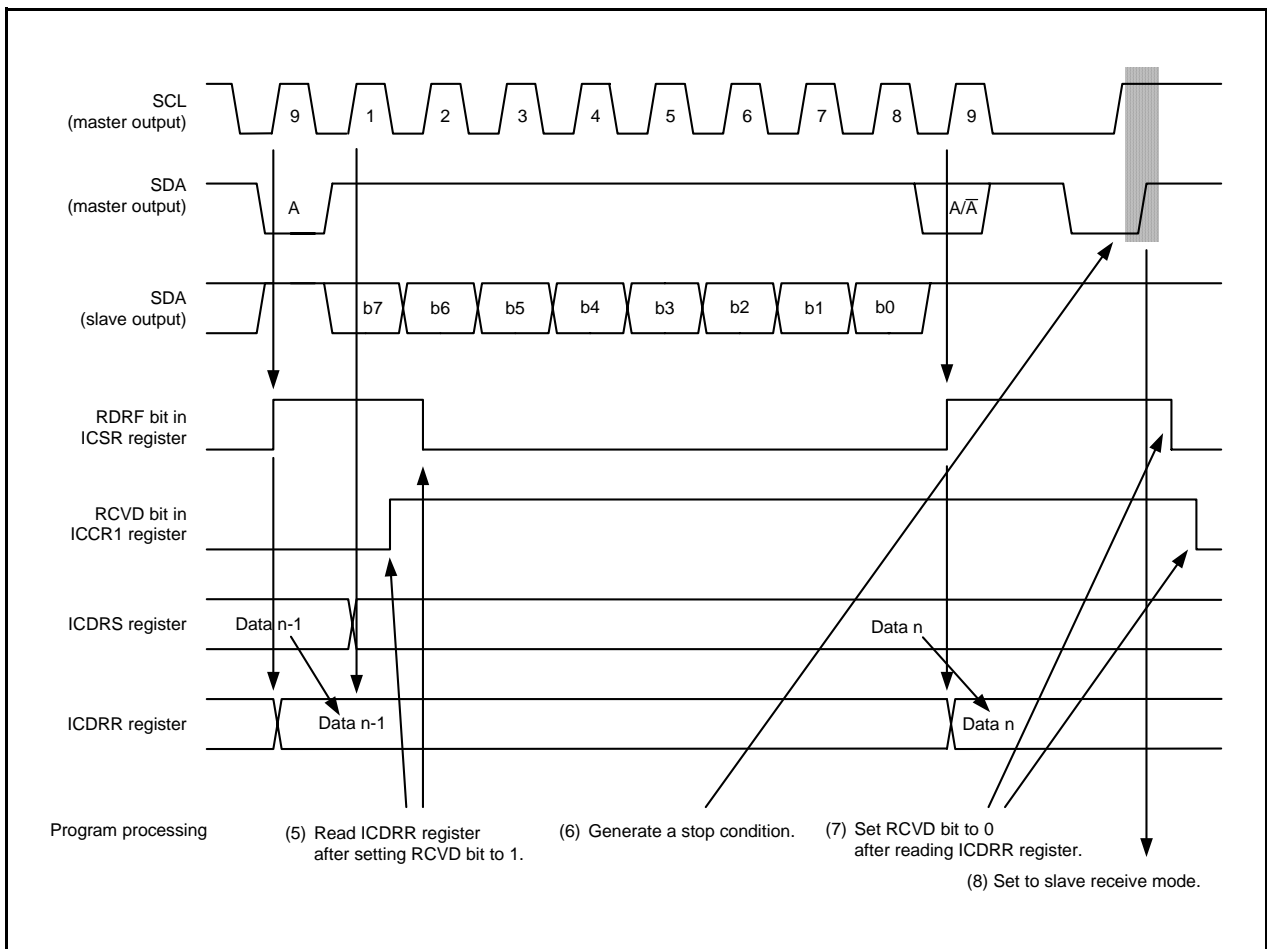 SCL
(master output)
9 1 2 3 4 5 6 7 8 9
SDA
(master output)
A A/A̅
SDA
(slave output)
b7 b6 b5 b4 b3 b2 b1 b0
RDRF bit in
ICSR register
RCVD bit in
ICCR1 register
ICDRS register Data n-1 Data n
ICDRR register Data n-1 Data n
Program processing
(5) Read ICDRR register
after setting RCVD bit to 1.
(6) Generate a stop condition.
(7) Set RCVD bit to 0
after reading ICDRR register.
(8) Set to slave receive mode.